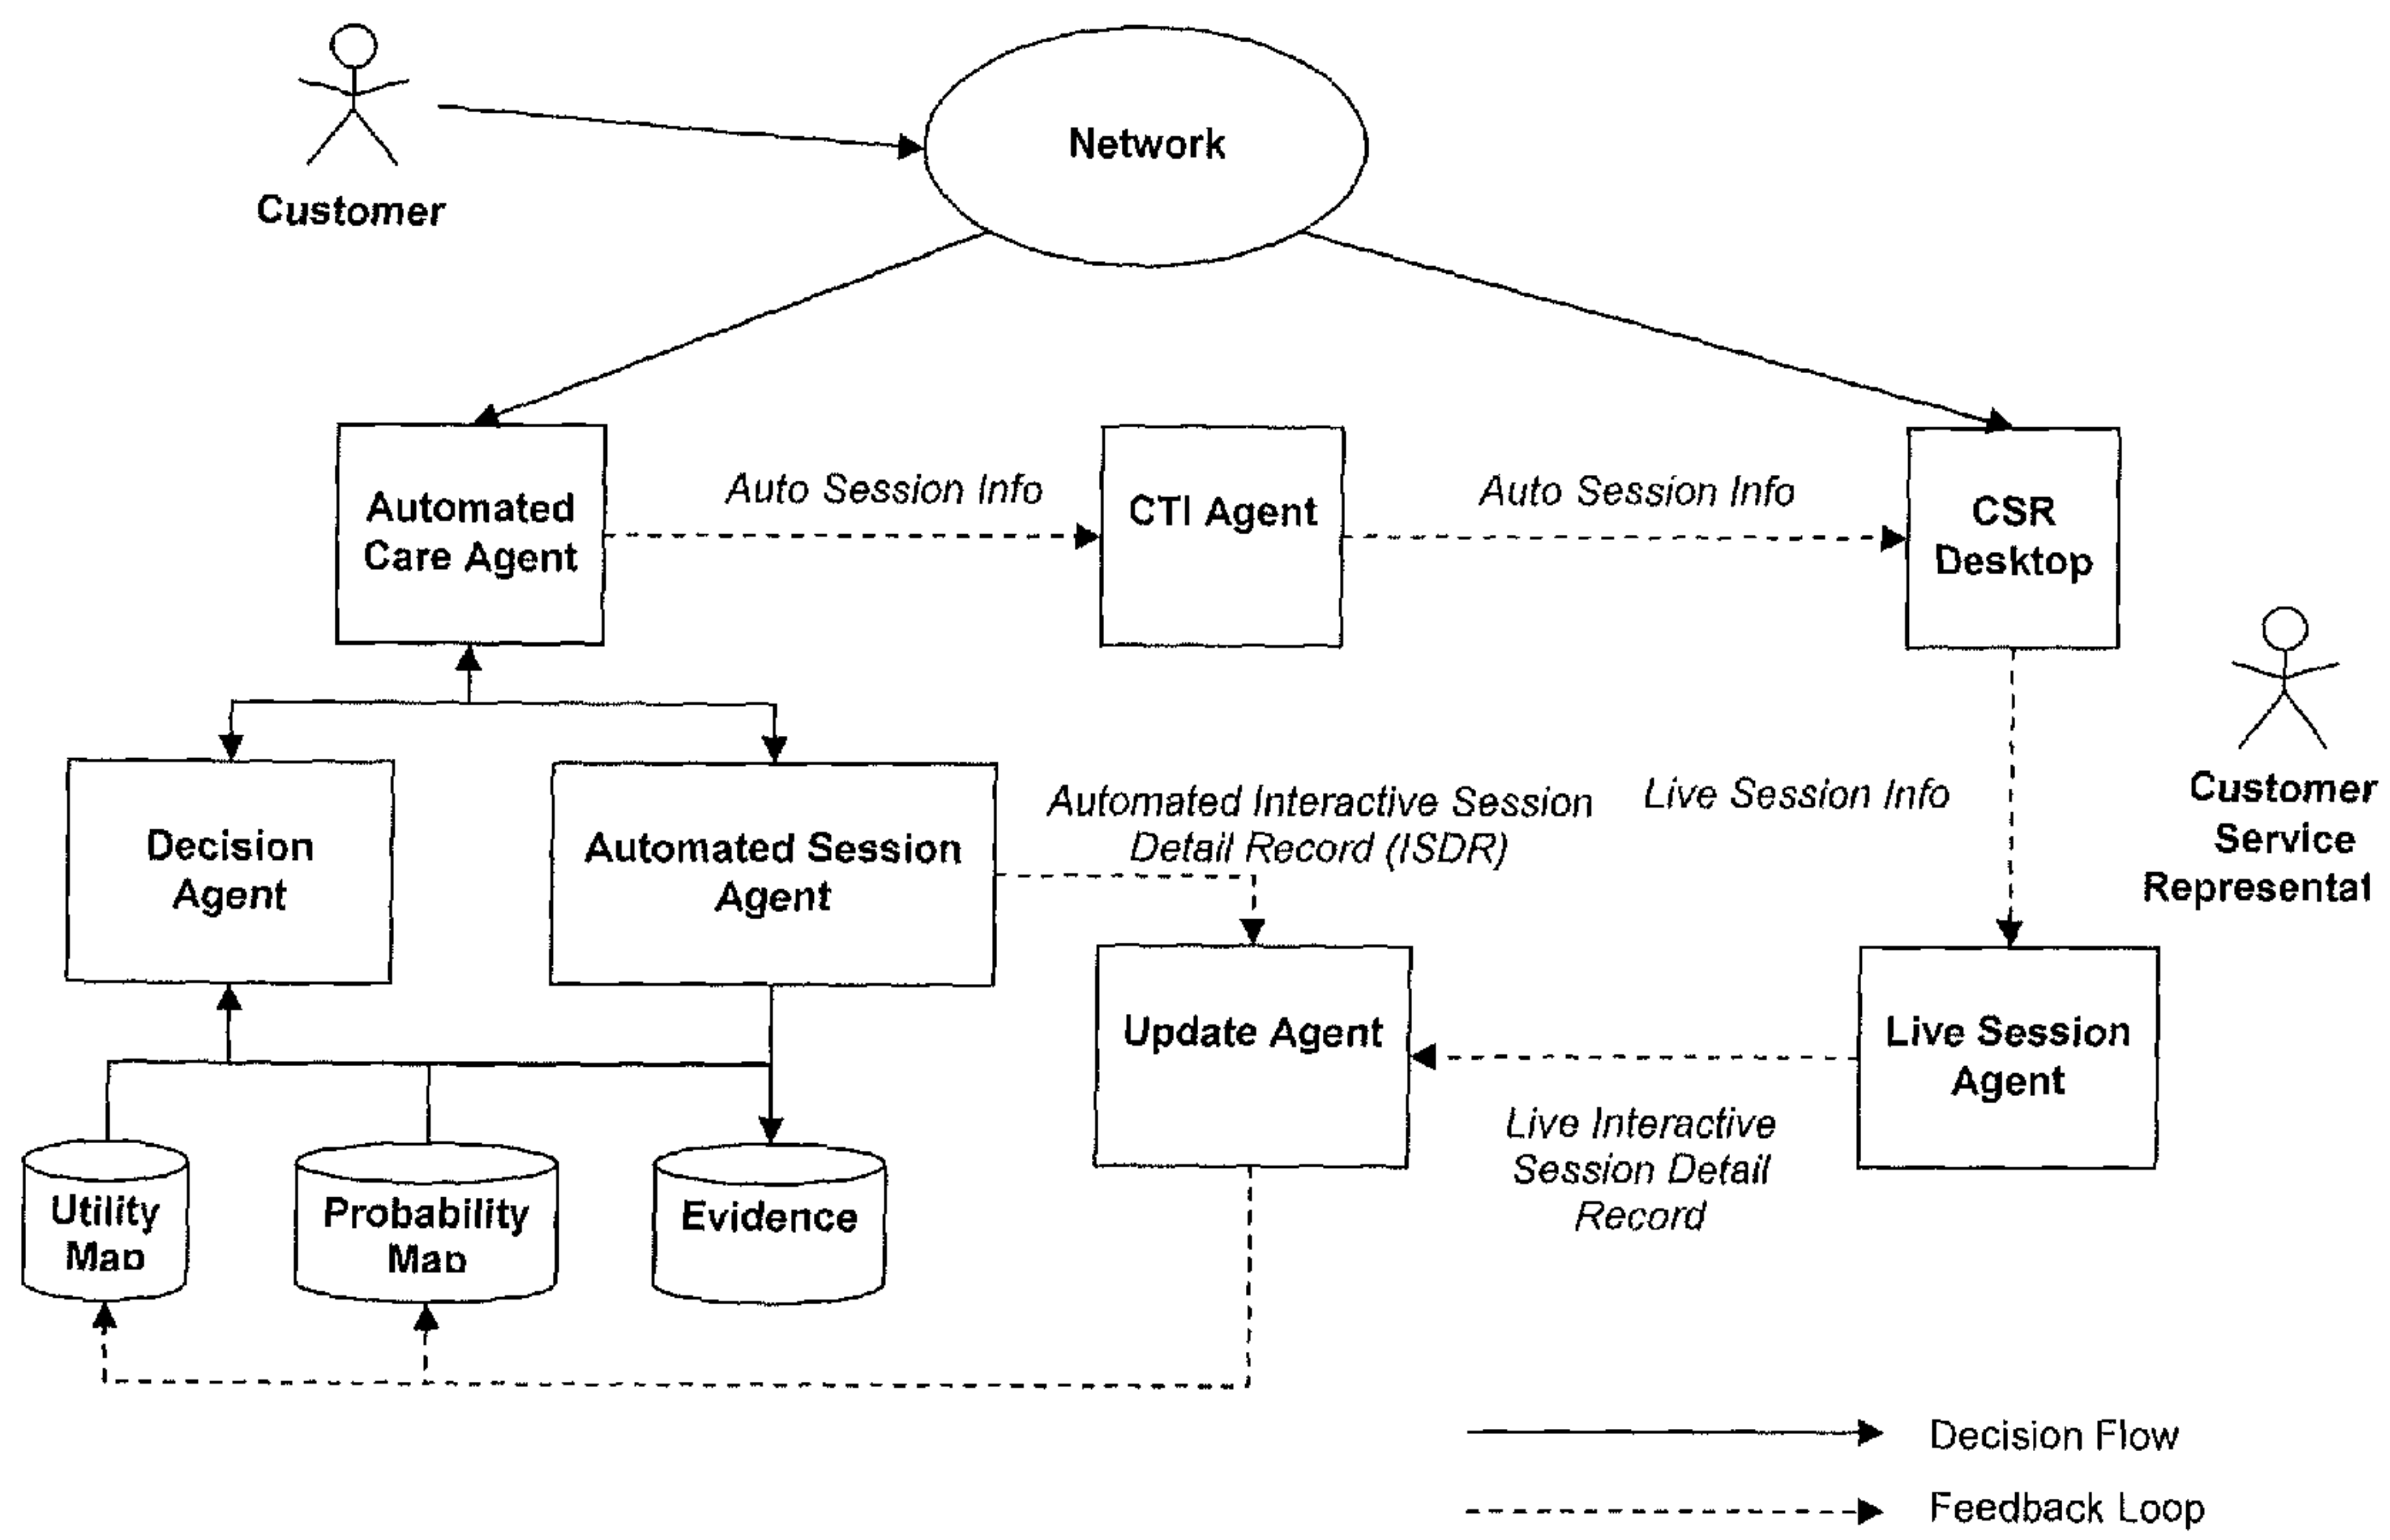 Network
Customer
Automated
Care Agent
Auto Session Info
CTI Agent
Auto Session Info
CSR
Desktop
Decision
Agent
Automated Session
Agent
Automated Interactive Session
Detail Record (ISDR)
Live Session Info
Customer
Service
Representat
Update Agent
Live Session
Agent
Live Interactive
Session Detail
Record
Utility
Map
Probability
Map
Evidence
Decision Flow
Feedback Loop